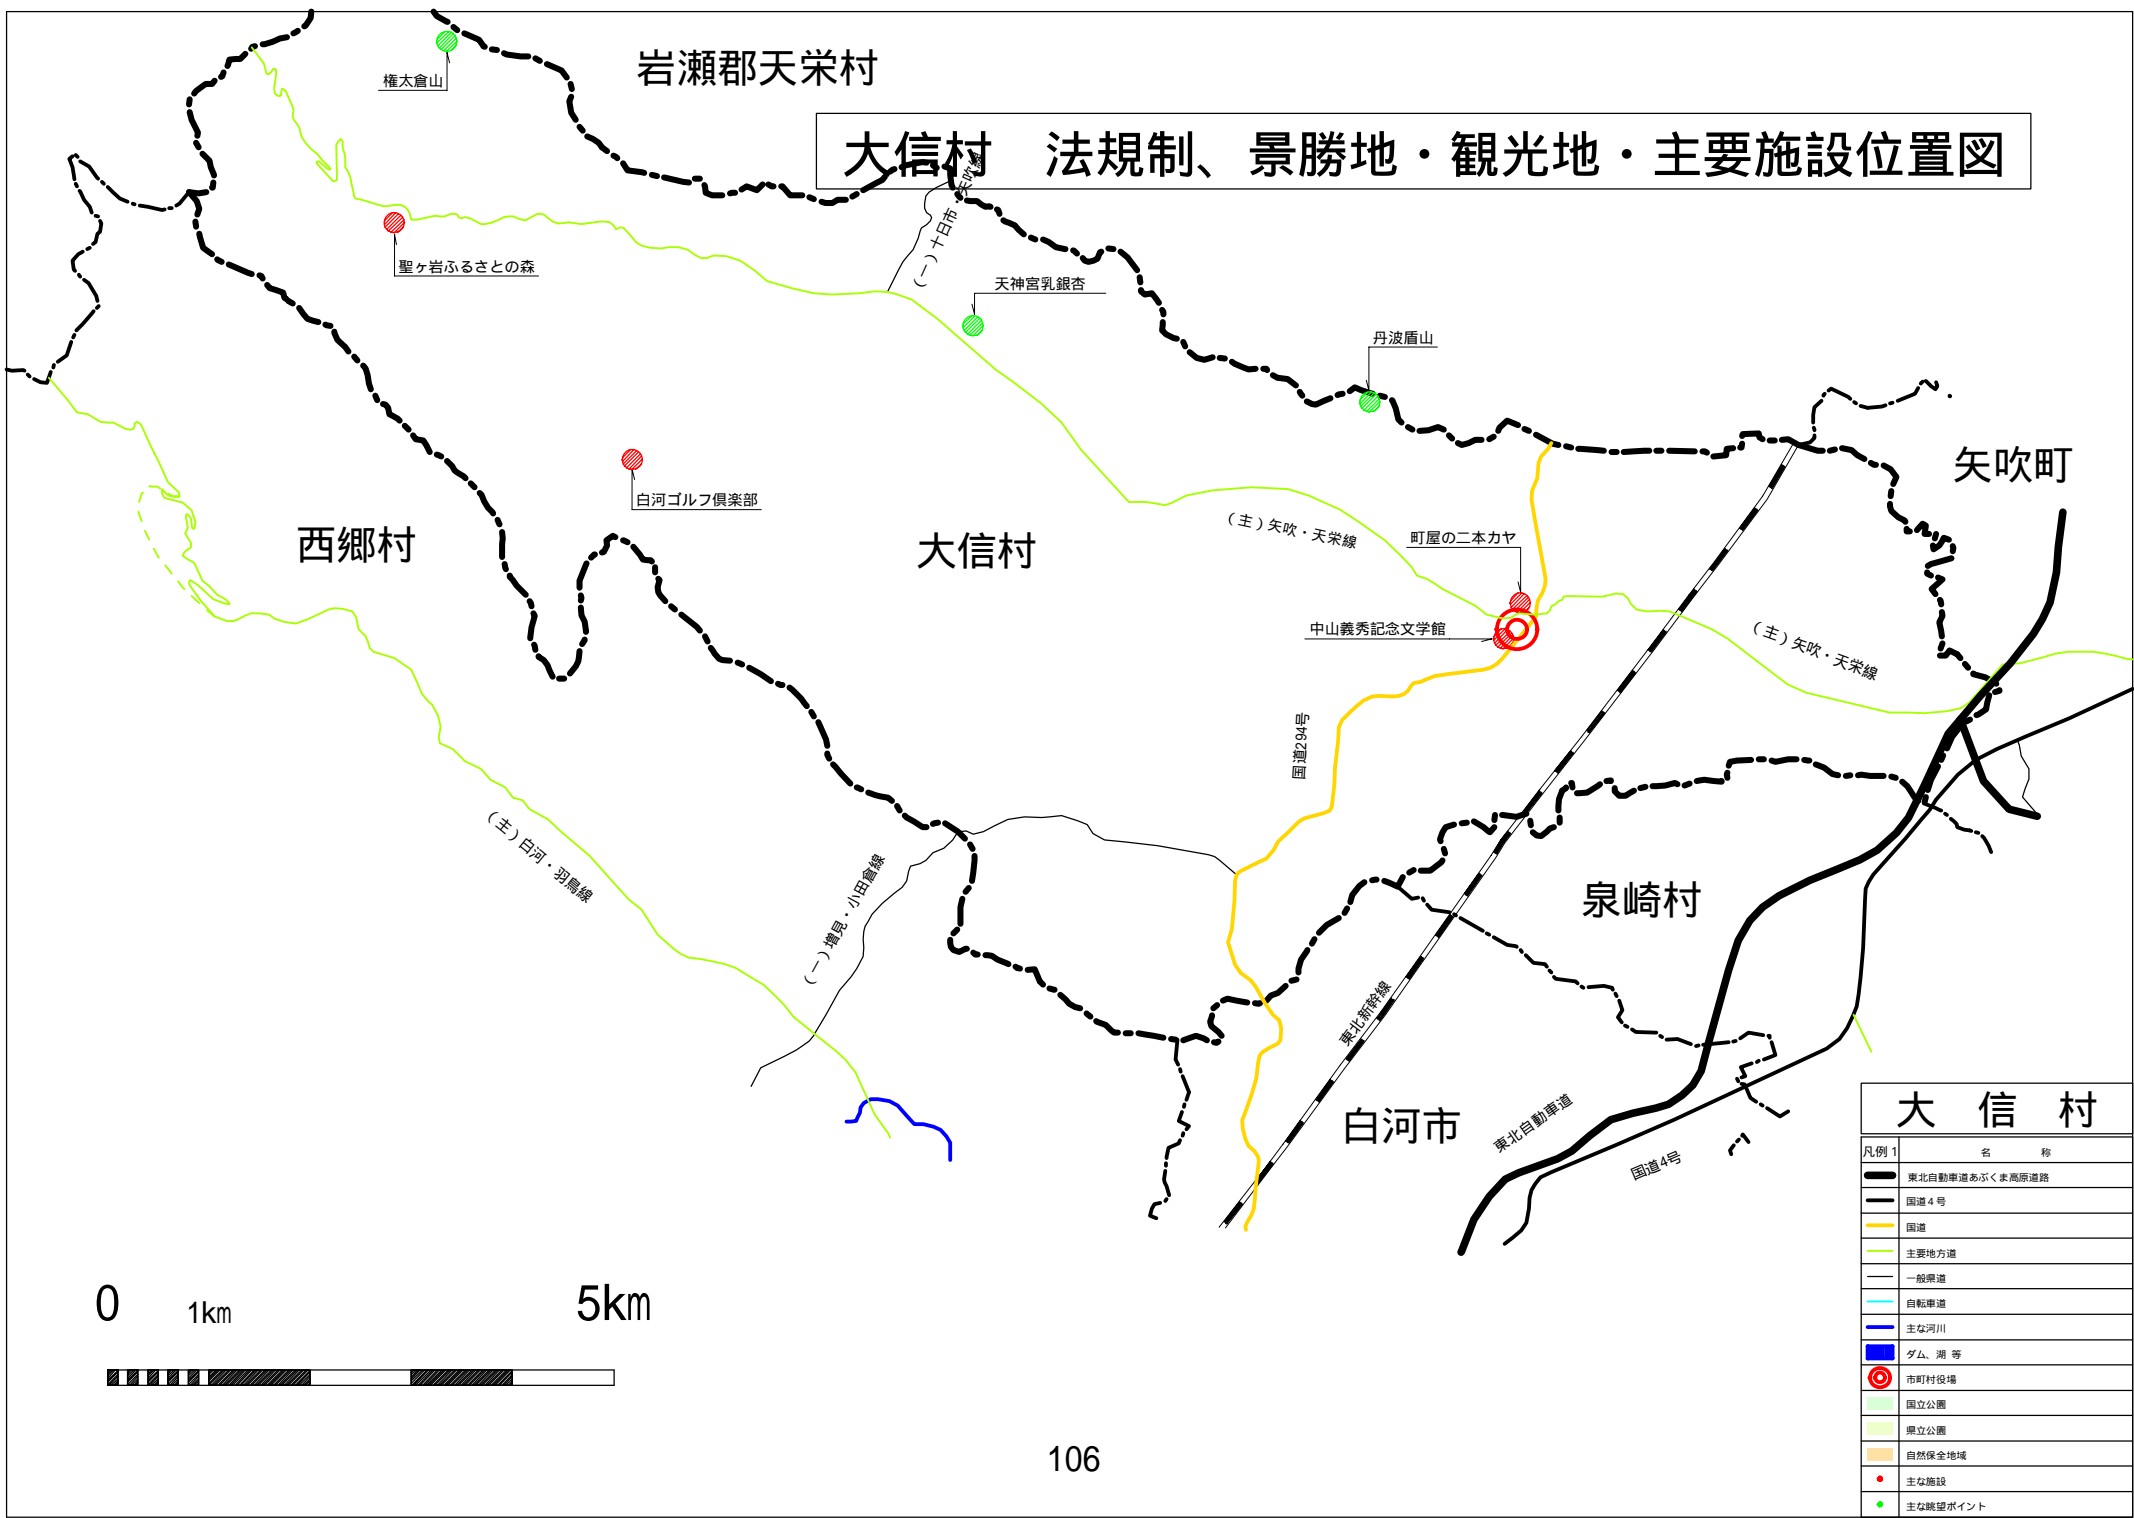 岩瀬郡天栄村
権太倉山
大信村　法規制、景勝地・観光地・主要施設位置図
(一)十日市・矢吹線
聖ヶ岩ふるさとの森
天神宮乳銀杏
丹波盾山
矢吹町
白河ゴルフ倶楽部
西郷村
大信村
(主)矢吹・天栄線
町屋の二本カヤ
中山義秀記念文学館
(主)矢吹・天栄線
国道294号
(主)白河・羽鳥線
(一)増見・小田倉線
泉崎村
東北新幹線
白河市
東北自動車道
国道4号
大　信　村
凡例1　名　称
東北自動車道あぶくま高原道路
国道4号
国道
主要地方道
一般県道
自転車道
主な河川
ダム、湖 等
市町村役場
国立公園
県立公園
自然保全地域
主な施設
主な眺望ポイント
0　1km　5km
106